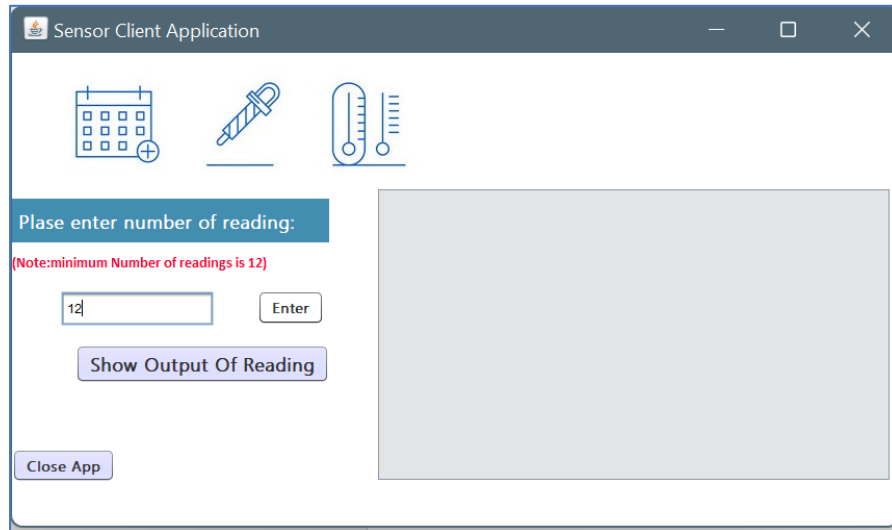 Sensor Client Application
Plase enter number of reading:
(Note:minimum Number of readings is 12)
12
Enter
Show Output Of Reading
Close App